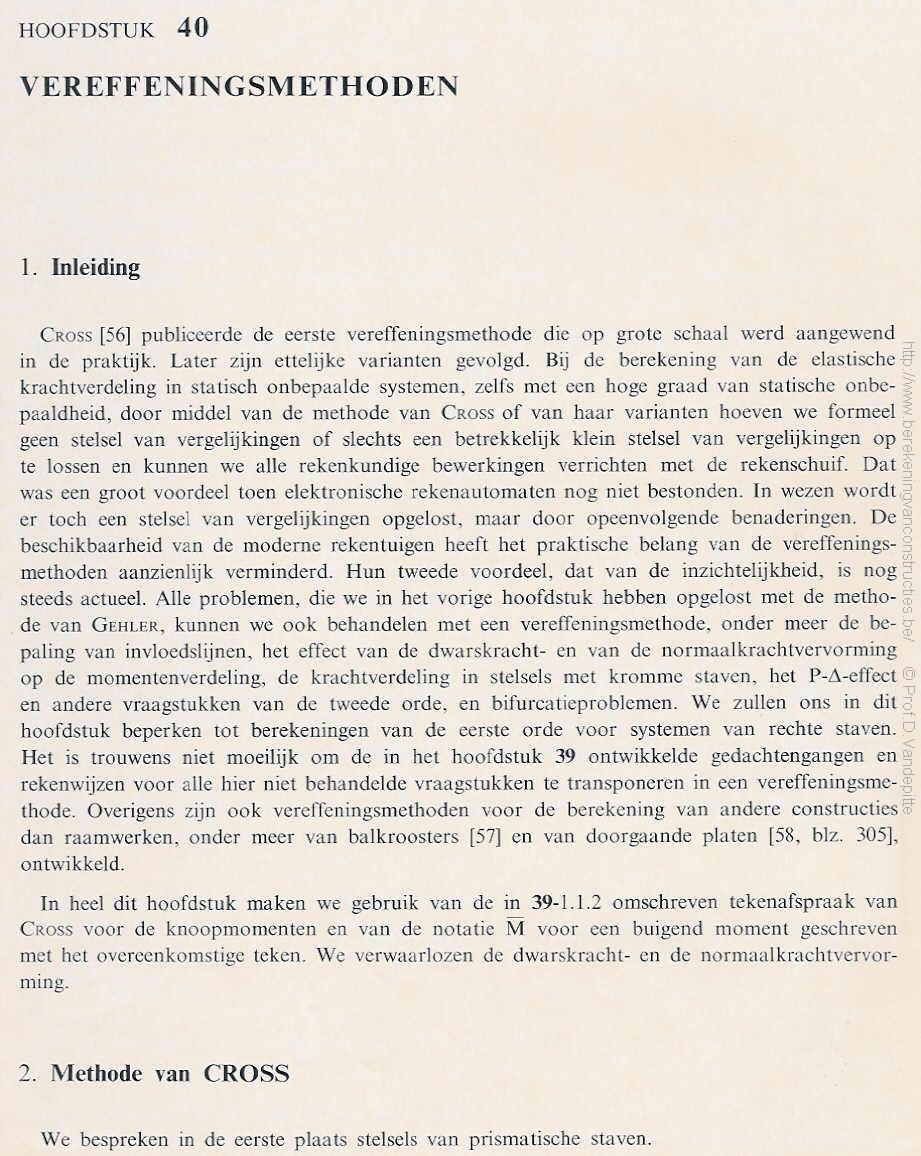 HOOFDSTUK 40
VEREFFENINGSMETHODEN
1. Inleiding
CROSS [56] publiceerde de eerste vereffeningsmethode die op grote schaal werd aangewend
in de praktijk. Later zijn ettelijke varianten gevolgd. Bij de berekening van de elastische
krachtverdeling in statisch onbepaalde systemen, zelfs met een hoge graad van statische onbe-
paaldheid, door middel van de methode van CROSS of van haar varianten hoeven we formeel
geen stelsel van vergelijkingen of slechts een betrekkelijk klein stelsel van vergelijkingen op
te lossen en kunnen we alle rekenkundige bewerkingen verrichten met de rekenschuif. Dat
was een groot voordeel toen elektronische rekenautomaten nog niet bestonden. In wezen wordt
er toch een stelsel van vergelijkingen opgelost, maar door opeenvolgende benaderingen. De
beschikbaarheid van de moderne rekentuigen heeft het praktische belang van de vereffenings-
methoden aanzienlijk verminderd. Hun tweede voordeel, dat van de inzichtelijkheid, is nog
steeds actueel. Alle problemen, die we in het vorige hoofdstuk hebben opgelost met de metho-
de van GEHLER, kunnen we ook behandelen met een vereffeningsmethode, onder meer de be-
paling van invloedslijnen, het effect van de dwarskracht- en van de normaalkrachtvervorming
op de momentenverdeling, de krachtverdeling in stelsels met kromme staven, het P-Δ-effect
en andere vraagstukken van de tweede orde, en bifurcatieproblemen. We zullen ons in dit
hoofdstuk beperken tot berekeningen van de eerste orde voor systemen van rechte staven.
Het is trouwens niet moeilijk om de in het hoofdstuk 39 ontwikkelde gedachtengangen en
rekenwijzen voor alle hier niet behandelde vraagstukken te transponeren in een vereffeningsme-
thode. Overigens zijn ook vereffeningsmethoden voor de berekening van andere constructies
dan raamwerken, onder meer van balkroosters [57] en van doorgaande platen [58, blz. 305],
ontwikkeld.
In heel dit hoofdstuk maken we gebruik van de in 39-1.1.2 omschreven tekenafspraak van
CROSS voor de knoopmomenten en van de notatie M̅ voor een buigend moment geschreven
met het overeenkomstige teken. We verwaarlozen de dwarskracht- en de normaalkrachtvervor-
ming.
2. Methode van CROSS
We bespreken in de eerste plaats stelsels van prismatische staven.
http://www.berekeningvanconstructies.be/ © Prof D. Vandepitte